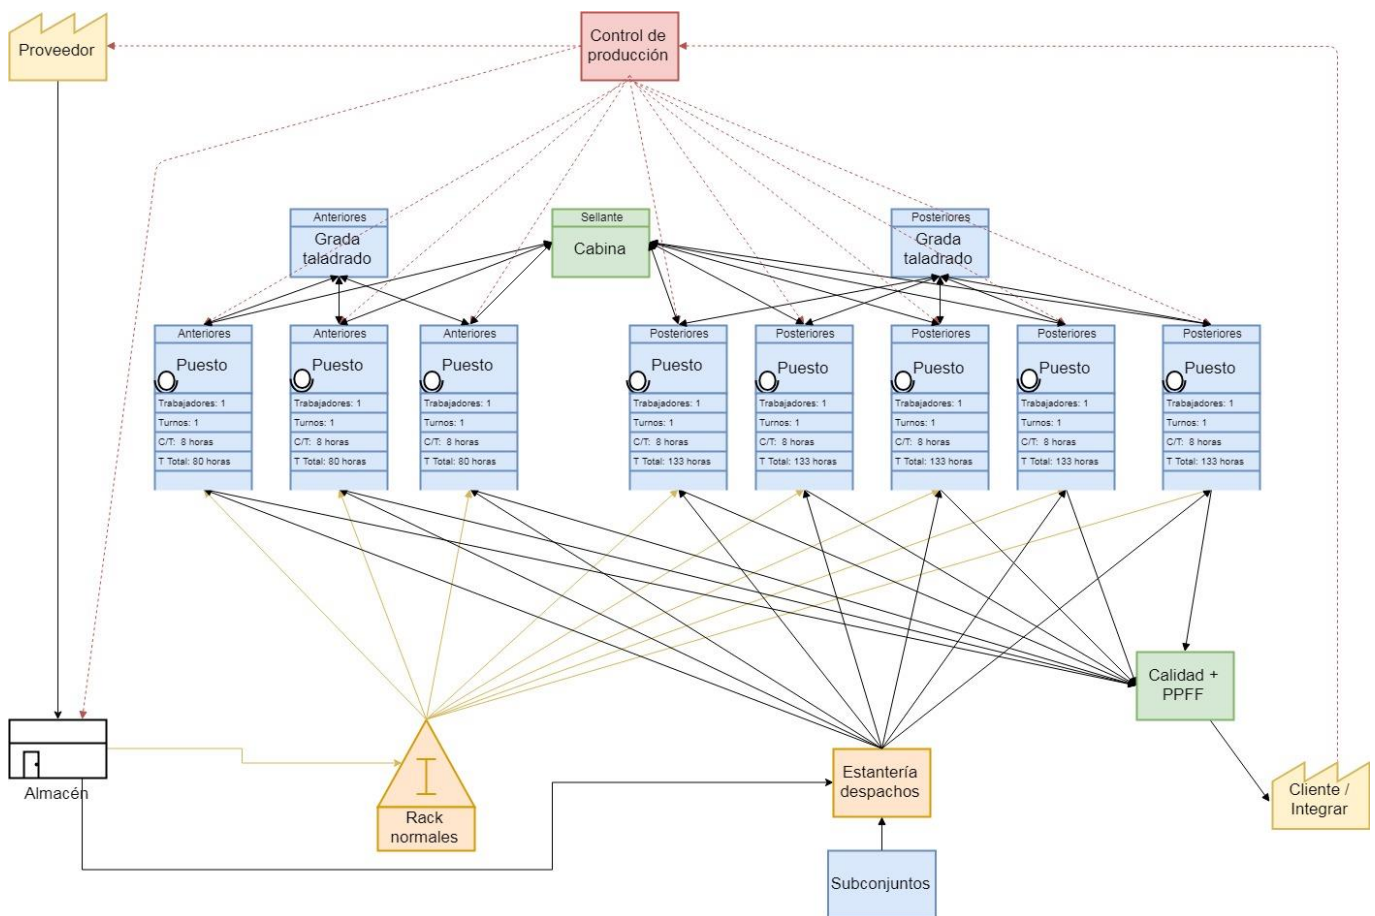 Proveedor
Control de
producción
Anteriores
Grada
taladrado
Sellante
Cabina
Posteriores
Grada
taladrado
Anteriores
Puesto
Trabajadores: 1
Turnos: 1
C/T: 8 horas
T Total: 80 horas
Anteriores
Puesto
Trabajadores: 1
Turnos: 1
C/T: 8 horas
T Total: 80 horas
Anteriores
Puesto
Trabajadores: 1
Turnos: 1
C/T: 8 horas
T Total: 80 horas
Posteriores
Puesto
Trabajadores: 1
Turnos: 1
C/T: 8 horas
T Total: 133 horas
Posteriores
Puesto
Trabajadores: 1
Turnos: 1
C/T: 8 horas
T Total: 133 horas
Posteriores
Puesto
Trabajadores: 1
Turnos: 1
C/T: 8 horas
T Total: 133 horas
Posteriores
Puesto
Trabajadores: 1
Turnos: 1
C/T: 8 horas
T Total: 133 horas
Posteriores
Puesto
Trabajadores: 1
Turnos: 1
C/T: 8 horas
T Total: 133 horas
Calidad +
PPFF
Almacén
Rack
normales
Estantería
despachos
Cliente /
Integrar
Subconjuntos